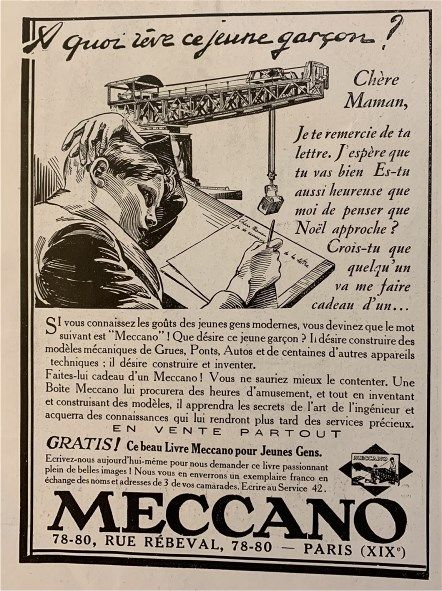 A quoi rêve ce jeune garçon ?
Chère
Maman,
Je te remercie de ta
lettre. J'espère que
tu vas bien Es-tu
aussi heureuse que
moi de penser que
Noël approche ?
Crois-tu que
quelqu'un
va me faire
cadeau d'un...
SI vous connaissez les goûts des jeunes gens modernes, vous devinez que le mot
suivant est "Meccano" ! Que désire ce jeune garçon ? Il désire construire des
modèles mécaniques de Grues, Ponts, Autos et de centaines d'autres appareils
techniques ; il désire construire et inventer.
Faites-lui cadeau d'un Meccano ! Vous ne sauriez mieux le contenter. Une
Boîte Meccano lui procurera des heures d'amusement, et tout en inventant
et construisant des modèles, il apprendra les secrets de l'art de l'ingénieur et
acquerra des connaissances qui lui rendront plus tard des services précieux.
EN VENTE PARTOUT
GRATIS ! Ce beau Livre Meccano pour Jeunes Gens.
Ecrivez-nous aujourd'hui-même pour nous demander ce livre passionnant
plein de belles images ! Nous vous en enverrons un exemplaire franco en
échange des noms et adresses de 3 de vos camarades. Ecrire au Service 42.
MECCANO
MECCANO
78-80, RUE RÉBEVAL, 78-80 — PARIS (XIXe)